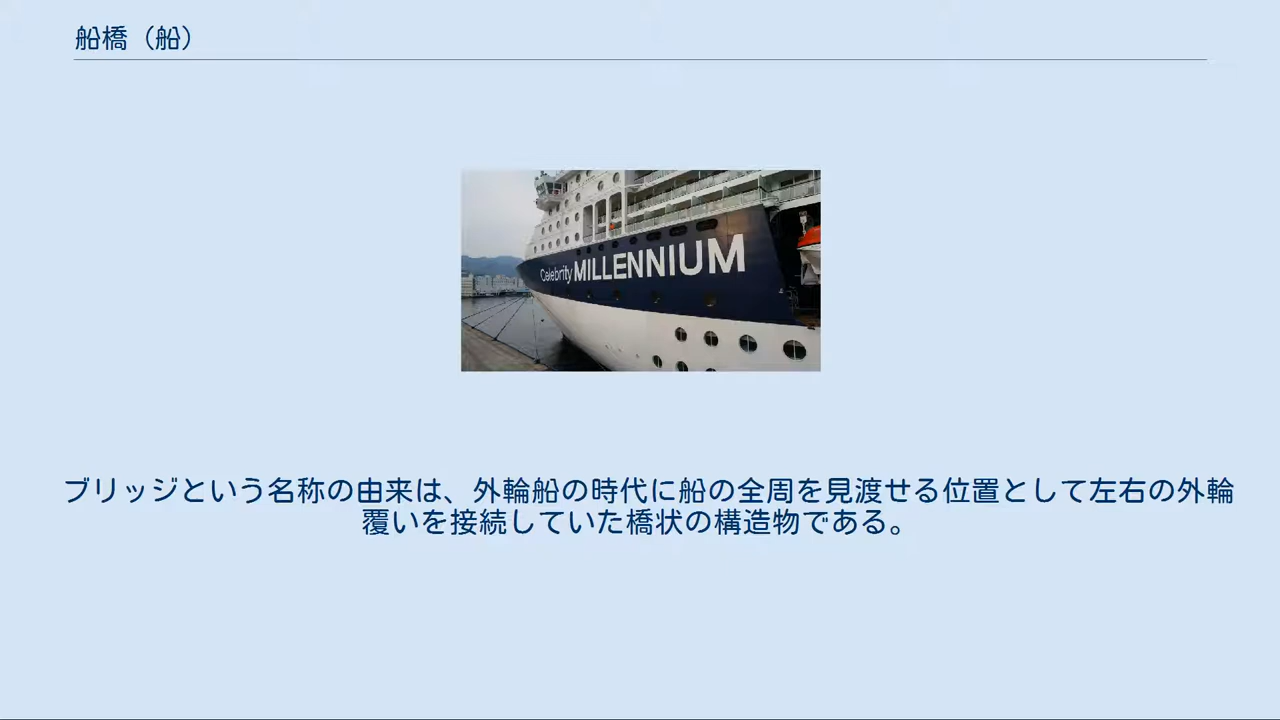 船橋（船）
Celebrity MILLENNIUM
ブリッジという名称の由来は、外輪船の時代に船の全周を見渡せる位置として左右の外輪
覆いを接続していた橋状の構造物である。